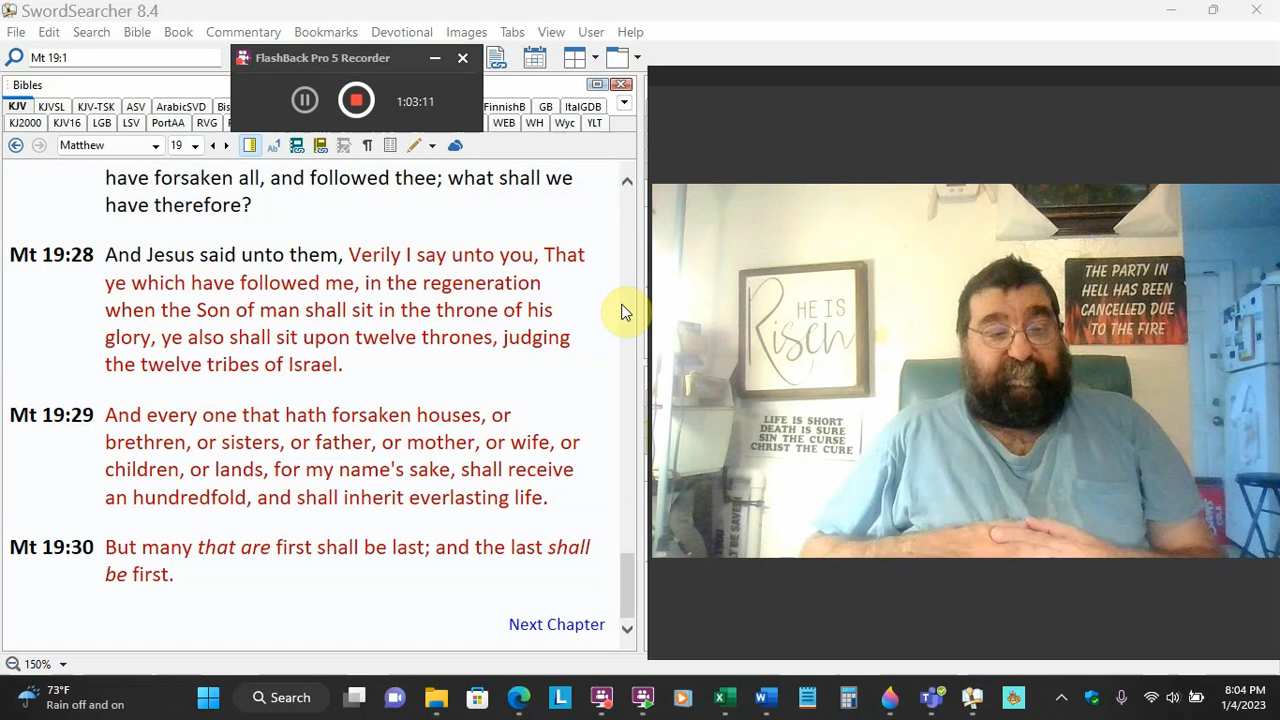 SwordSearcher 8.4
File Edit Search Bible Book Commentary Bookmarks Devotional Images Tabs View User Help
Mt 19:1
FlashBack Pro 5 Recorder
1:03:11
Bibles
KJV KJVSL KJV-TSK ASV ArabicSVD FinnishB GB ItalGDB
KJ2000 KJV16 LGB LSV PortAA RVG WEB WH Wyc YLT
Matthew 19
have forsaken all, and followed thee; what shall we
have therefore?
Mt 19:28 And Jesus said unto them, Verily I say unto you, That
ye which have followed me, in the regeneration
when the Son of man shall sit in the throne of his
glory, ye also shall sit upon twelve thrones, judging
the twelve tribes of Israel.
Mt 19:29 And every one that hath forsaken houses, or
brethren, or sisters, or father, or mother, or wife, or
children, or lands, for my name's sake, shall receive
an hundredfold, and shall inherit everlasting life.
Mt 19:30 But many that are first shall be last; and the last shall
be first.
Next Chapter
150%
HE IS
Risen
THE PARTY IN
HELL HAS BEEN
CANCELLED DUE
TO THE FIRE
LIFE IS SHORT
DEATH IS SURE
SIN THE CURSE
CHRIST THE CURE
73°F
Rain off and on
Search
8:04 PM
1/4/2023